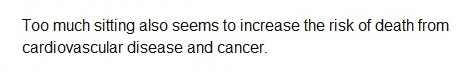 Too much sitting also seems to increase the risk of death from
cardiovascular disease and cancer.